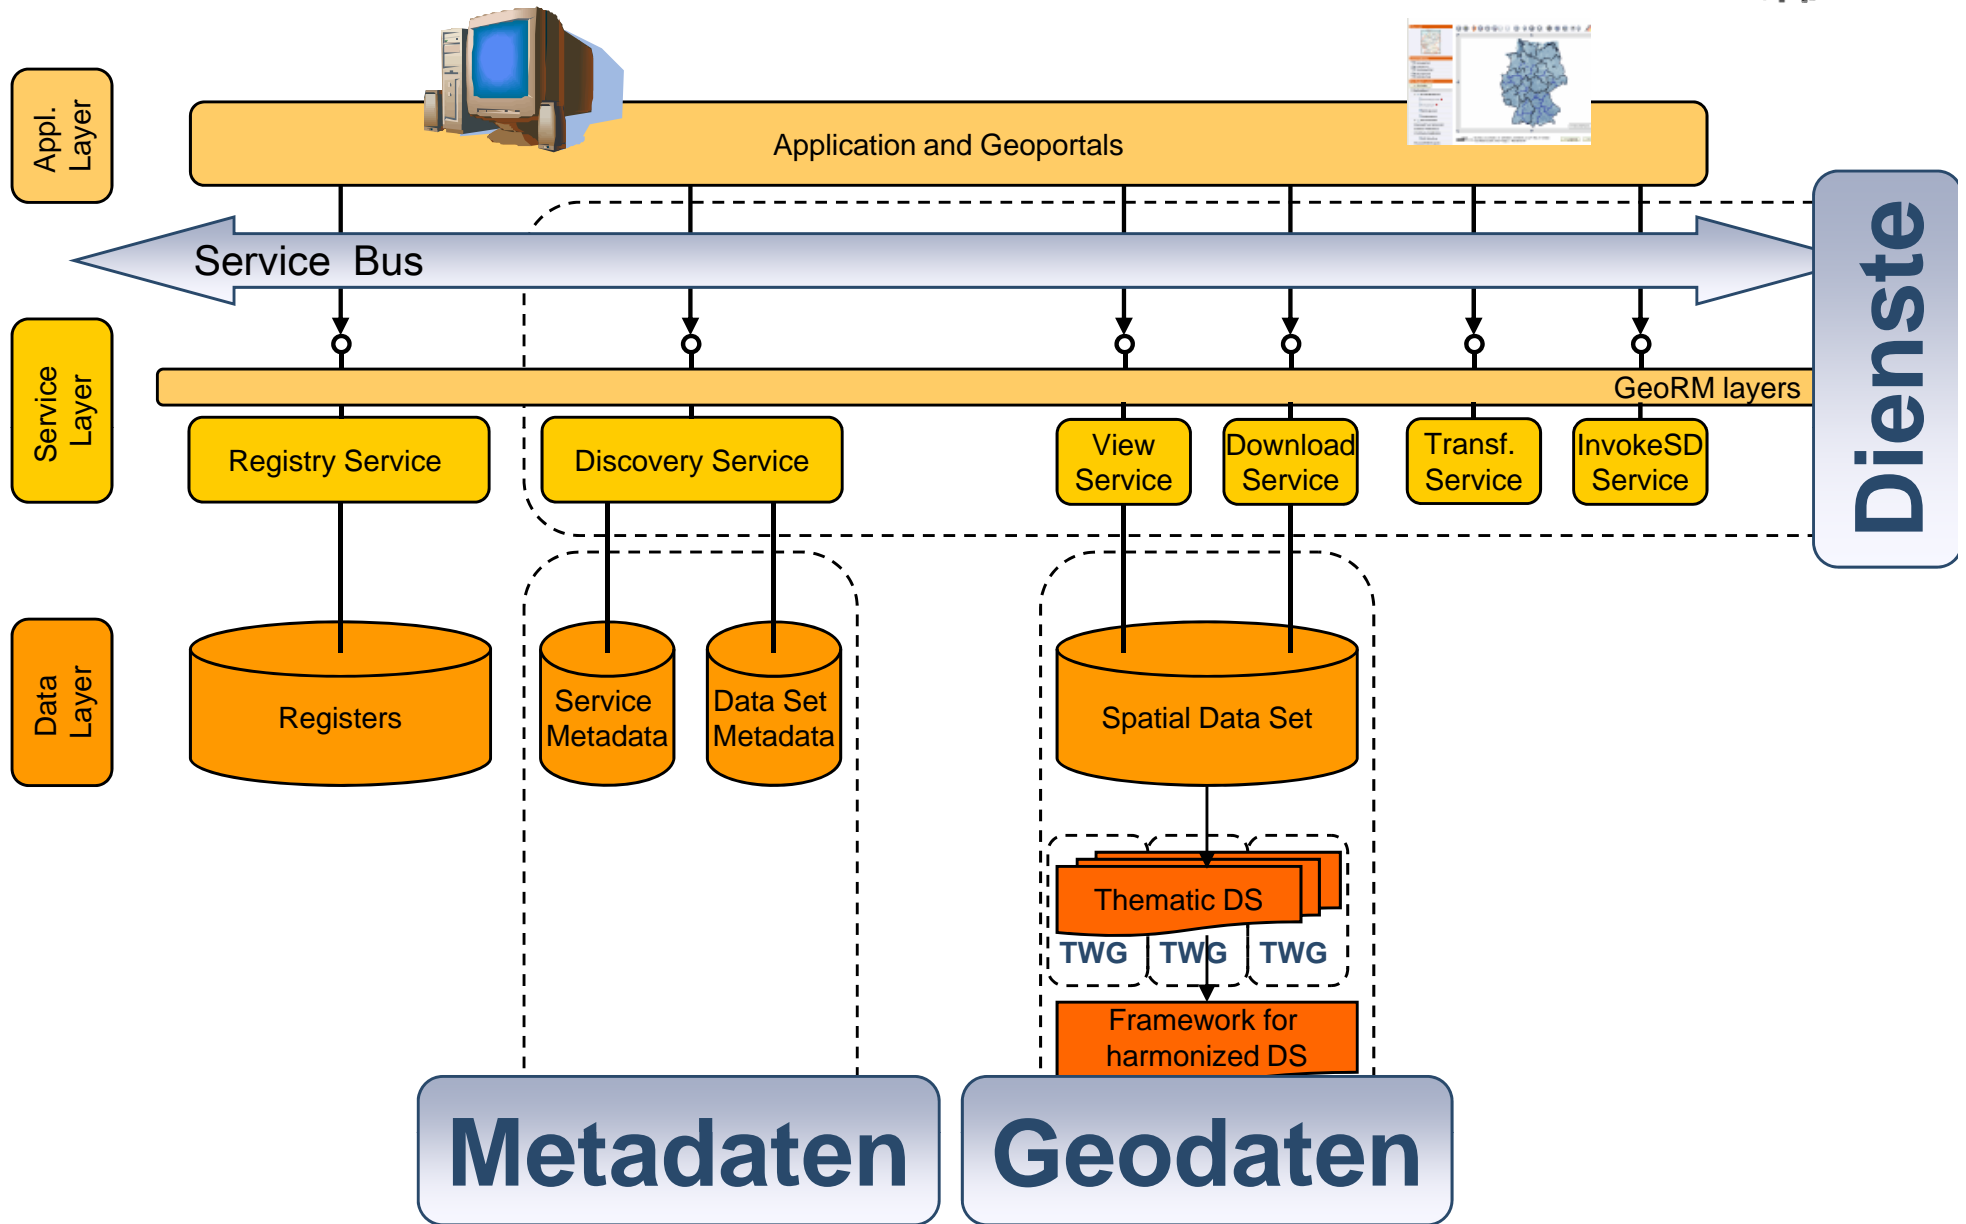 Appl.
Layer
Application and Geoportals
Service Bus
Dienste
Service
Layer
GeoRM layers
Registry Service
Discovery Service
View
Service
Download
Service
Transf.
Service
InvokeSD
Service
Data
Layer
Registers
Service
Metadata
Data Set
Metadata
Spatial Data Set
Thematic DS
TWG TWG TWG
Framework for
harmonized DS
Metadaten
Geodaten